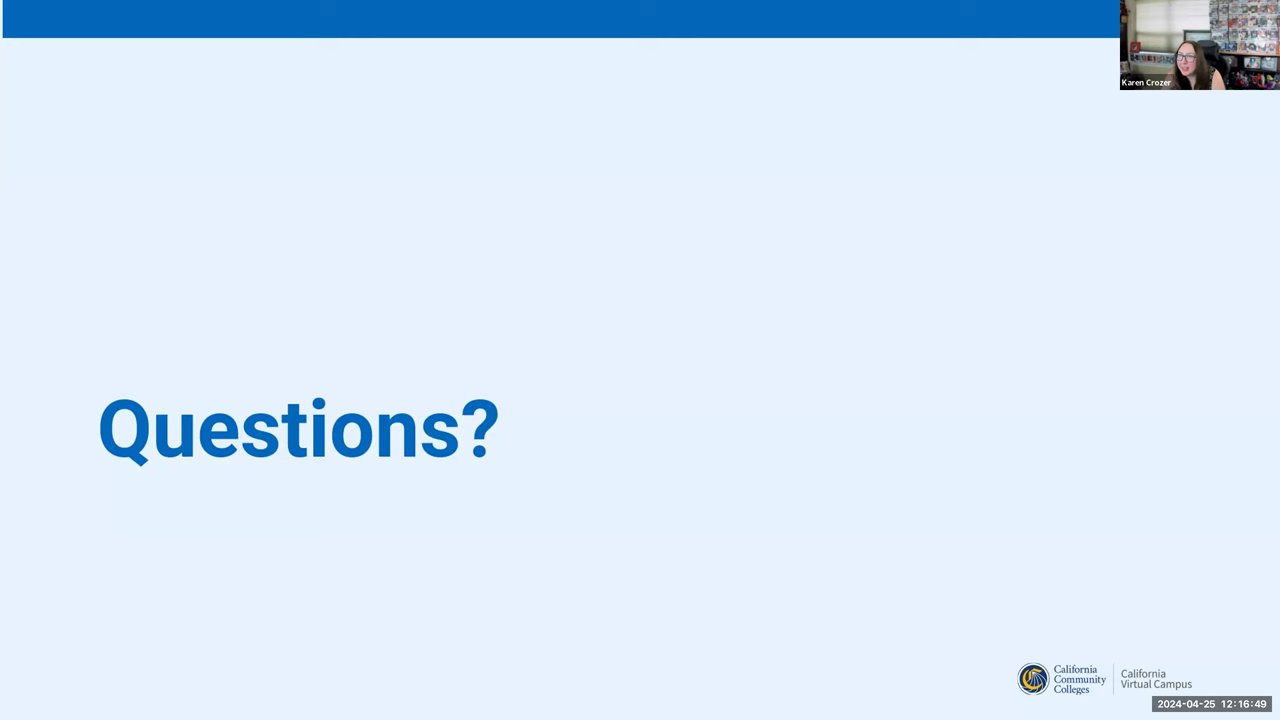 Karen Crozer
Questions?
California
Community
Colleges
California
Virtual Campus
2024-04-25 12:16:49